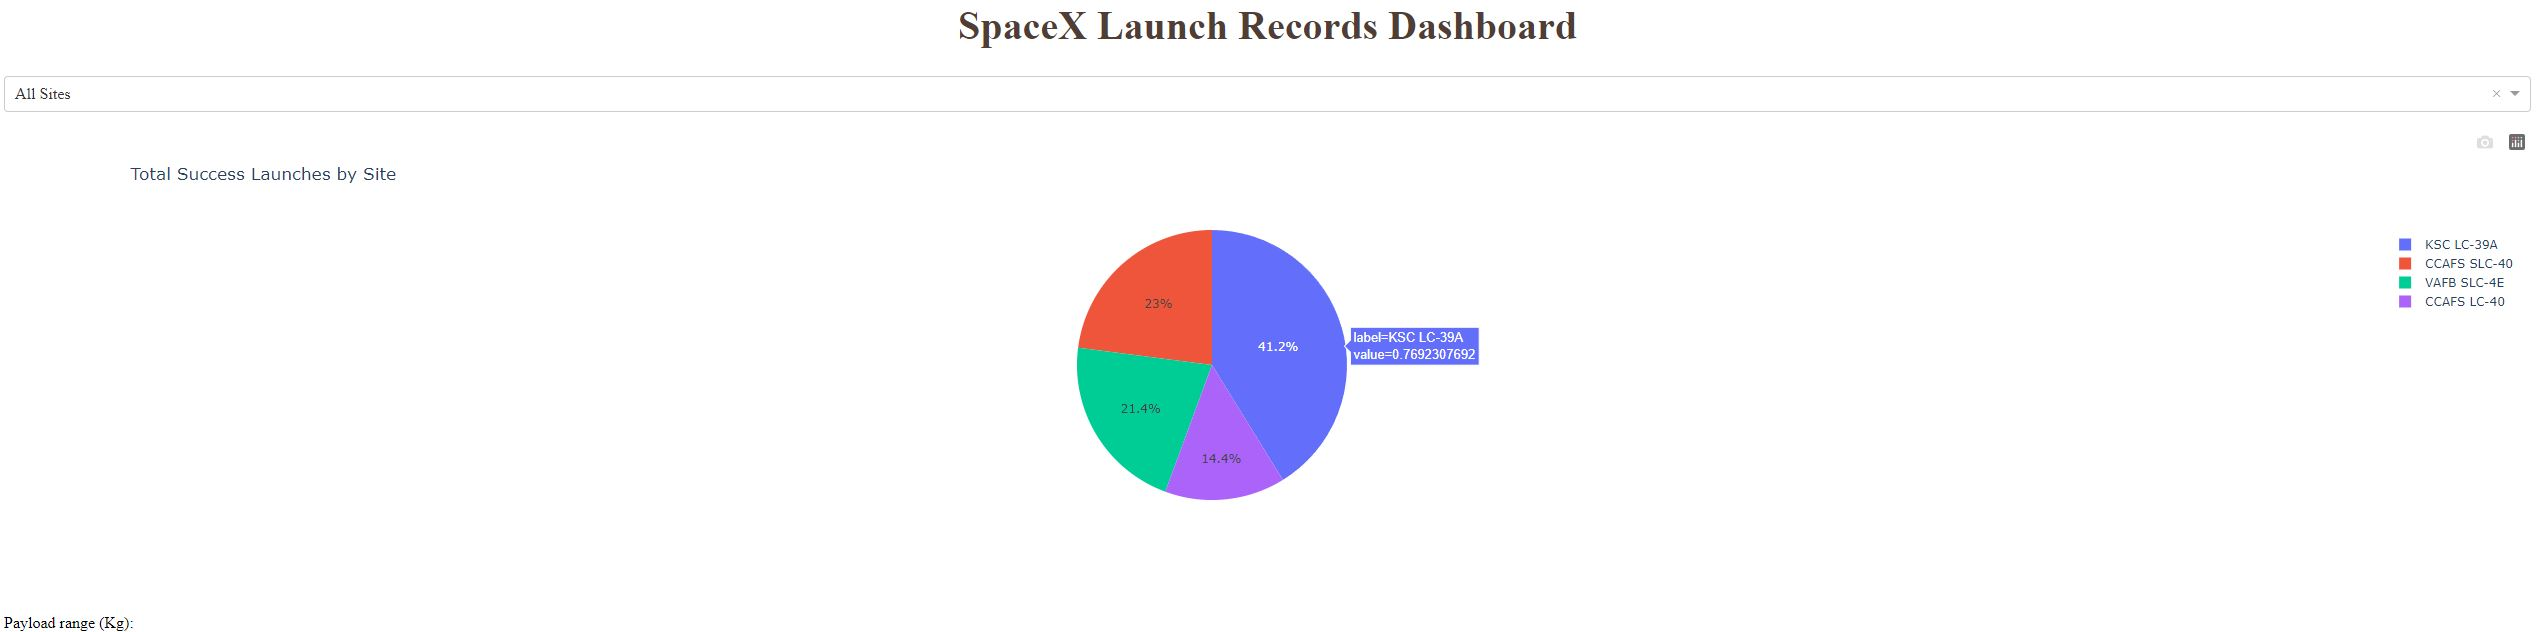 SpaceX Launch Records Dashboard
All Sites
Total Success Launches by Site
KSC LC-39A
CCAFS SLC-40
VAFB SLC-4E
CCAFS LC-40
23%
41.2%
label=KSC LC-39A
value=0.7692307692
21.4%
14.4%
Payload range (Kg):